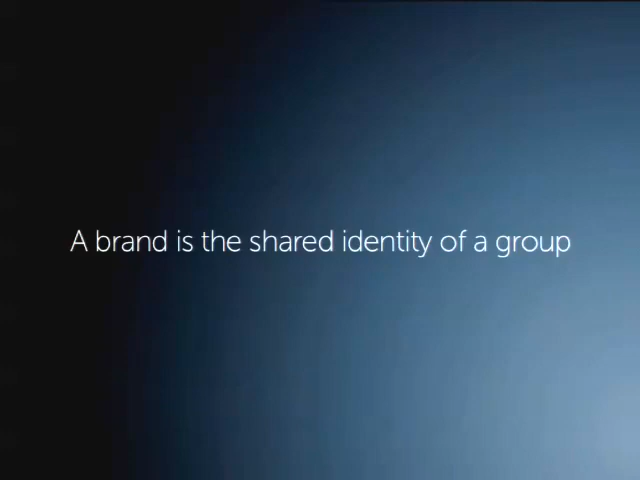 A brand is the shared identity of a group